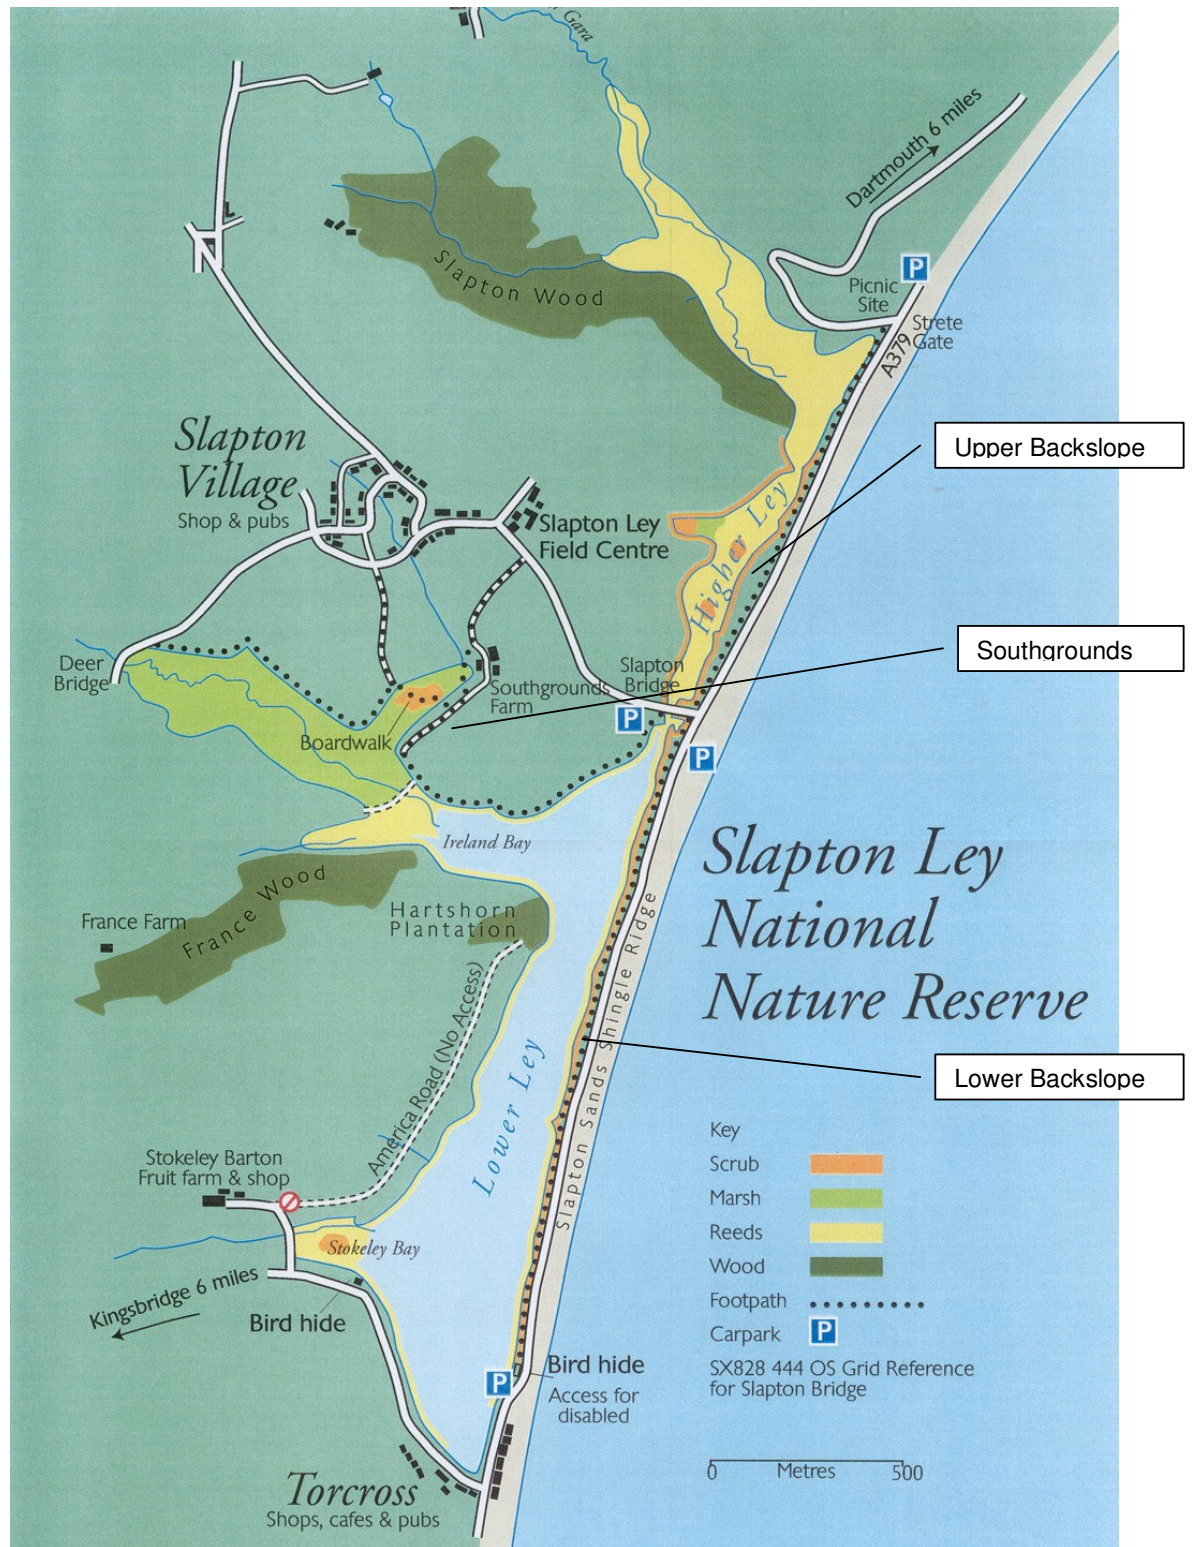 Gara
Dartmouth 6 miles
P
Picnic
Site
Strete
Gate
A379
Slapton Wood
Upper Backslope
Slapton
Village
Shop & pubs
Slapton Ley
Field Centre
Higher Ley
Southgrounds
Deer
Bridge
Slapton
Bridge
Southgrounds
Farm
P
Boardwalk
P
Ireland Bay
Slapton Ley
National
Nature Reserve
France Wood
France Farm
Hartshorn
Plantation
America Road (No Access)
Lower Ley
Slapton Sands Shingle Ridge
Lower Backslope
Stokeley Barton
Fruit farm & shop
Stokeley Bay
Kingsbridge 6 miles
Bird hide
P
Bird hide
Access for
disabled
Torcross
Shops, cafes & pubs
Key
Scrub
Marsh
Reeds
Wood
Footpath
Carpark P
SX828 444 OS Grid Reference
for Slapton Bridge
0 Metres 500